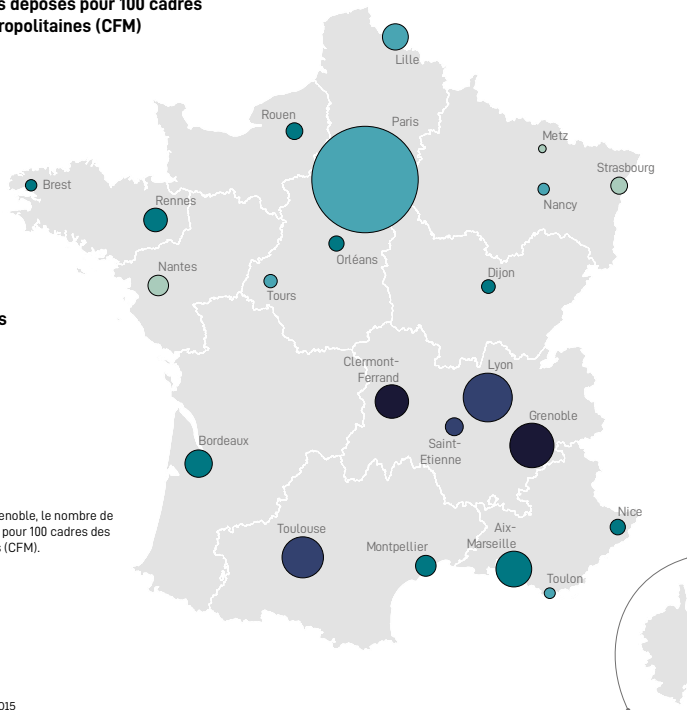 s déposés pour 100 cadres
ropolitaines (CFM)
Lille
Rouen
Paris
Metz
Strasbourg
Brest
Nancy
Rennes
Orléans
Nantes
Dijon
Tours
s
Clermont-
Ferrand
Lyon
Grenoble
Saint-
Etienne
Bordeaux
enoble, le nombre de
pour 100 cadres des
s (CFM).
Nice
Toulouse
Aix-
Marseille
Montpellier
Toulon
015